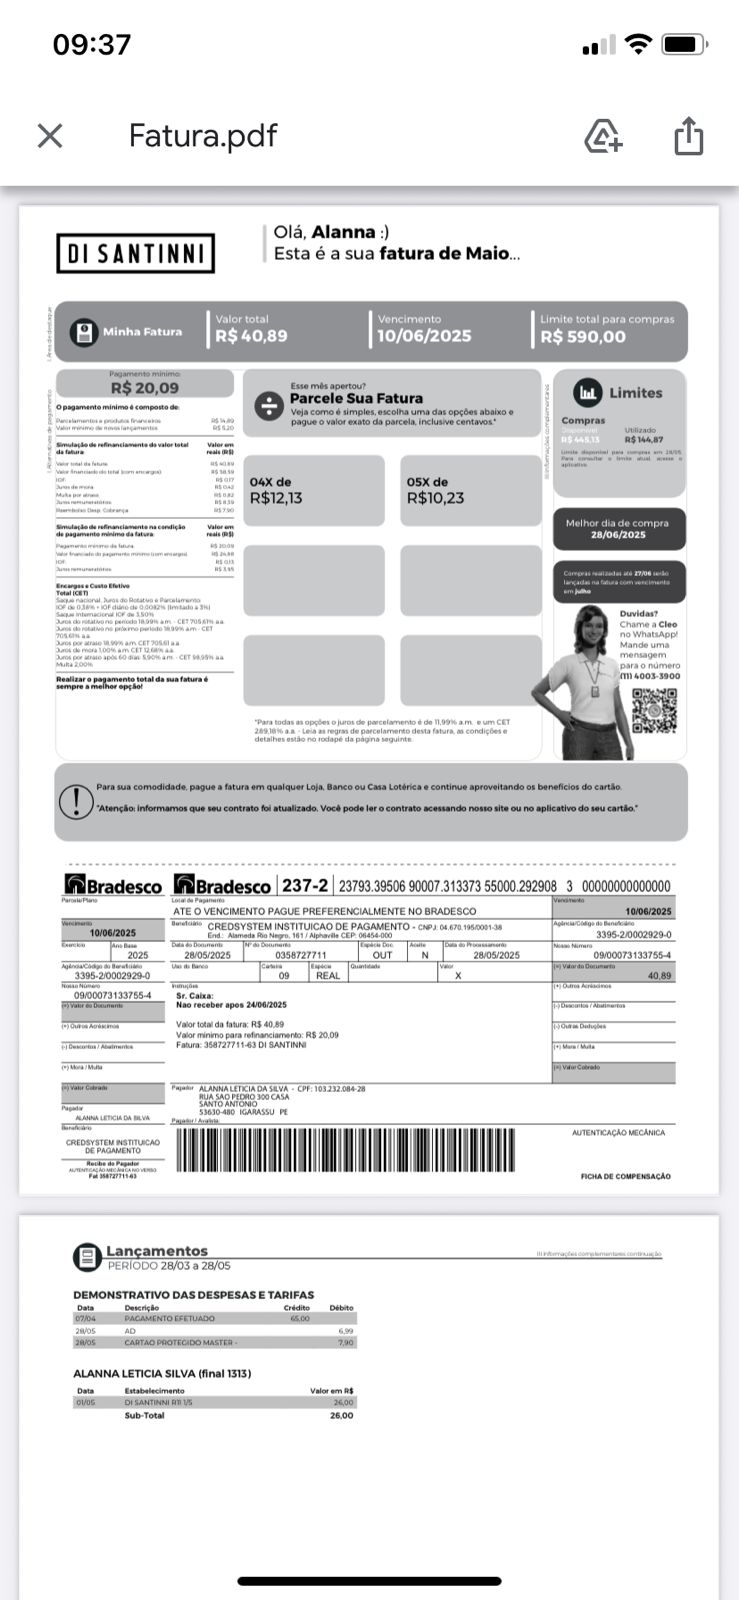 09:37
Fatura.pdf
DI SANTINNI
Olá, Alanna :)
Esta é a sua fatura de Maio...
Minha Fatura
Valor total
R$ 40,89
Vencimento
10/06/2025
Limite total para compras
R$ 590,00
Pagamento mínimo:
R$ 20,09
O pagamento mínimo é composto de:
Parcelamentos e produtos financeiros R$ 14,89
Valor mínimo de novos lançamentos R$ 5,20
Simulação de refinanciamento do valor total da fatura: Valor em reais (R$)
Valor total da fatura R$ 40,89
Valor financiado do pagamento total (com encargos)
IOF: R$ 0,17
Juros de mora R$ 0,42
Multa por atraso R$ 0,82
Juros remuneratórios R$ 8,39
Reembolso Desp. Cobrança R$ 7,90
Simulação de refinanciamento na condição de pagamento mínimo da fatura: Valor em reais (R$)
Pagamento mínimo da fatura R$ 20,09
Valor financiado do pagamento mínimo (com encargos)
IOF: R$ 0,13
Juros remuneratórios R$ 3,95
Encargos e Custo Efetivo
Total (CET)
Saque nacional, Juros do Rotativo e Parcelamento
IOF de 0,38% + IOF diário de 0,0082% (limitado a 3%)
Saque Internacional IOF de 3,50%
Juros do rotativo no período 18,99% a.m. CET 705,61% a.a.
Juros do rotativo no próximo período 18,99% a.m. - CET
705,61% a.a.
Juros por atraso 18,99% a.m. CET 705,61 a.a.
Juros de mora 1,00% a.m. CET 12,68% a.a.
Juros por atraso após 60 dias 5,90% a.m. - CET 98,95% a.a.
Multa 2,00%
Realizar o pagamento total da sua fatura é
sempre a melhor opção!
Esse mês apertou?
Parcele Sua Fatura
Veja como é simples, escolha uma das opções abaixo e
pague o valor exato da parcela, inclusive centavos.*
04X de
R$12,13
05X de
R$10,23
*Para todas as opções o juros de parcelamento é de 11,99% a.m. e um CET
289,18% a.a. - Leia as regras de parcelamento desta fatura, as condições e
detalhes estão no rodapé da página seguinte.
Limites
Compras
Disponível
R$ 445,13
Utilizado
R$ 144,87
Limite disponível para compras em 28/05.
Para consultar o limite atual, acesse o
aplicativo.
Melhor dia de compra
28/06/2025
Compras realizadas até 27/06 serão
lançadas na fatura com vencimento
em julho
Duvidas?
Chame a Cleo
no WhatsApp!
Mande uma
mensagem
para o número
(11) 4003-3900
Para sua comodidade, pague a fatura em qualquer Loja, Banco ou Casa Lotérica e continue aproveitando os benefícios do cartão.
"Atenção: informamos que seu contrato foi atualizado. Você pode ler o contrato acessando nosso site ou no aplicativo do seu cartão."
Bradesco
Bradesco 237-2 23793.39506 90007.313373 55000.292908 3 00000000000000
Parcela/Plano
Vencimento
10/06/2025
Exercício Ano Base
2025
Agência/Código do Beneficiário
3395-2/0002929-0
Nosso Número
09/00073133755-4
(=) Valor do Documento
(+) Outros Acréscimos
(-) Descontos / Abatimentos
(+) Mora / Multa
(=) Valor Cobrado
Pagador
ALANNA LETICIA DA SILVA
Beneficiário
CREDSYSTEM INSTITUICAO
DE PAGAMENTO
Recibo do Pagador
AUTENTICAÇÃO MECÂNICA NO VERSO
Fat 358727711-63
Local de Pagamento
ATE O VENCIMENTO PAGUE PREFERENCIALMENTE NO BRADESCO
Vencimento
10/06/2025
Beneficiário CREDSYSTEM INSTITUICAO DE PAGAMENTO - CNPJ: 04.670.195/0001-38
End.: Alameda Rio Negro, 161 / Alphaville CEP: 06454-000
Agência/Código do Beneficiário
3395-2/0002929-0
Data do Documento Nº do Documento Espécie Doc. Aceite Data do Processamento
28/05/2025 0358727711 OUT N 28/05/2025
Nosso Número
09/00073133755-4
Uso do Banco Carteira Espécie Quantidade Valor
09 REAL X
(=) Valor do Documento
40,89
Instruções
Sr. Caixa:
Nao receber apos 24/06/2025
Valor total da fatura: R$ 40,89
Valor minimo para refinanciamento: R$ 20,09
Fatura: 358727711-63 DI SANTINNI
(+) Outros Acréscimos
(-) Descontos / Abatimentos
(-) Outras Deduções
(+) Mora / Multa
(=) Valor Cobrado
Pagador ALANNA LETICIA DA SILVA - CPF: 103.232.084-28
RUA SAO PEDRO 300 CASA
SANTO ANTONIO
53630-480 IGARASSU PE
Pagador / Avalista:
AUTENTICAÇÃO MECÂNICA
FICHA DE COMPENSAÇÃO
Lançamentos
PERÍODO 28/03 a 28/05
III Informações complementares continuação
DEMONSTRATIVO DAS DESPESAS E TARIFAS
Data Descrição Crédito Débito
07/04 PAGAMENTO EFETUADO 65,00
28/05 AD 6,99
28/05 CARTAO PROTEGIDO MASTER - 7,90
ALANNA LETICIA SILVA (final 1313)
Data Estabelecimento Valor em R$
01/05 DI SANTINNI R11 1/5 26,00
Sub-Total 26,00